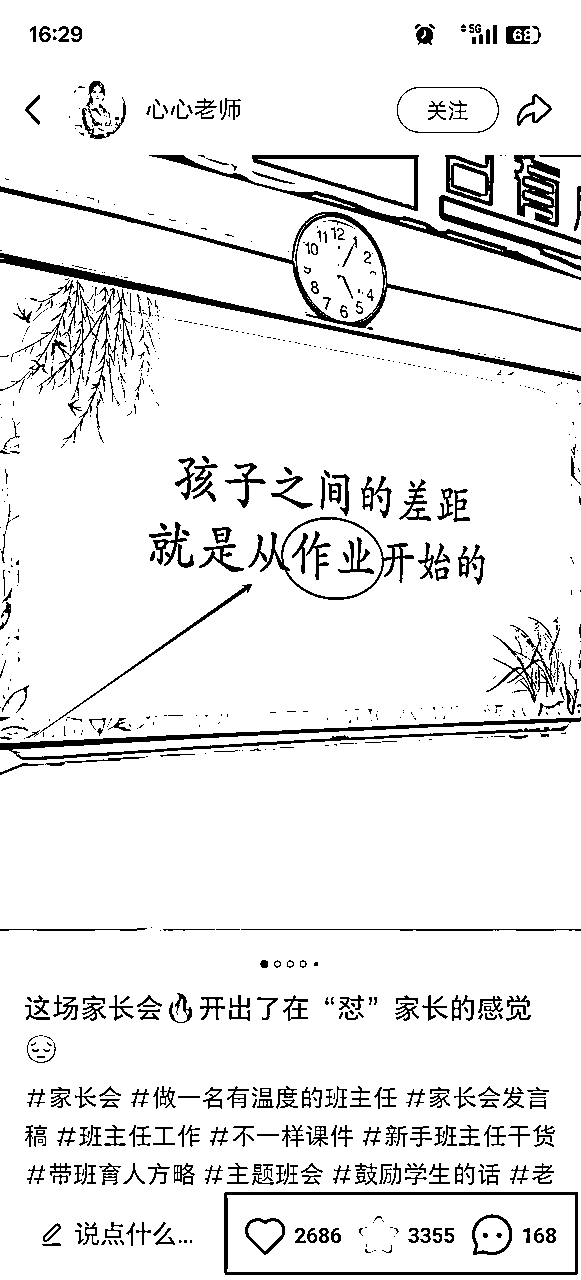 16:29
5G
68
心心老师
关注
12
11
1
10
2
8
4
7
5
6
孩子之间的差距
就是从作业开始的
这场家长会🔥开出了在“怼”家长的感觉
😔
#家长会 #做一名有温度的班主任 #家长会发言
稿 #班主任工作 #不一样课件 #新手班主任干货
#带班育人方略 #主题班会 #鼓励学生的话 #老
说点什么...
2686
3355
168